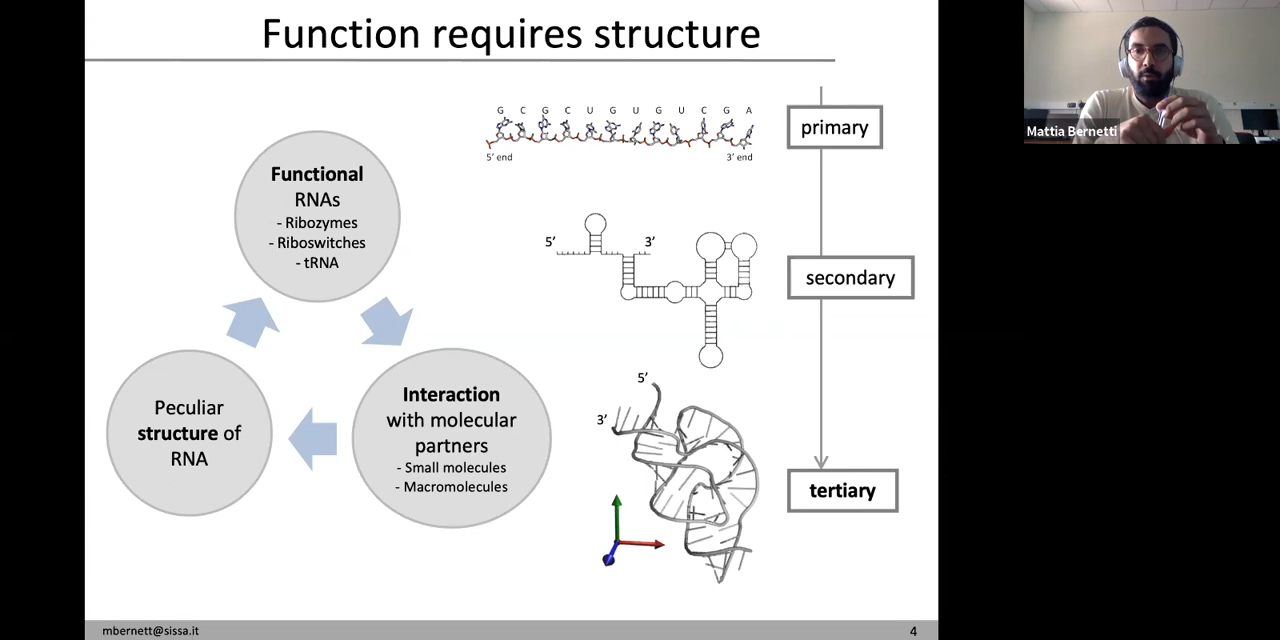 Function requires structure
Functional
RNAs
- Ribozymes
- Riboswitches
- tRNA
Interaction
with molecular
partners
- Small molecules
- Macromolecules
Peculiar
structure of
RNA
G C G C U G U G U C G A
5' end 3' end
primary
5' 3'
secondary
5'
3'
tertiary
mbernett@sissa.it 4
Mattia Bernetti